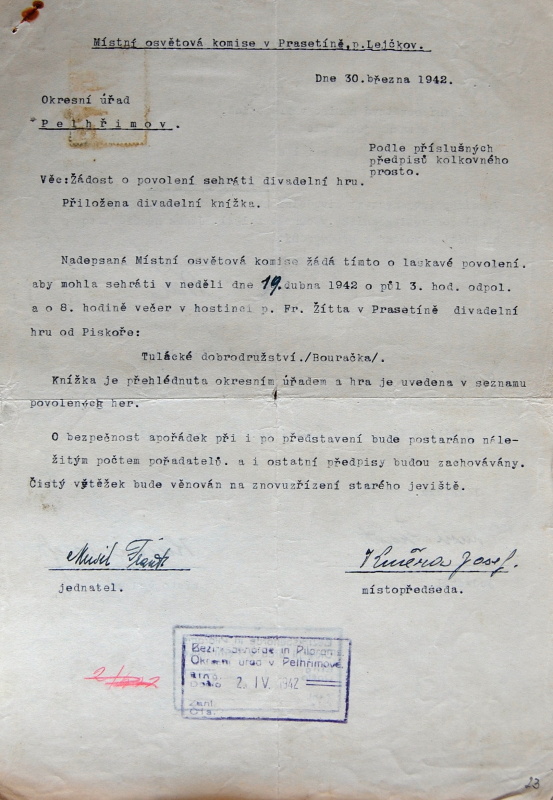 Místní osvětová komise v Prasetíně,p.Lejčkov.
Dne 30.března 1942.
Okresní úřad
Pelhřimov.
Podle příslušných
předpisů kolkovného
prosto.
Věc:Žádost o povolení sehráti divadelní hru.
Přiložena divadelní knížka.
Nadepsaná Místní osvětová komise žádá tímto o laskavé povolení.
aby mohla sehráti v neděli dne 19.dubna 1942 o půl 3. hod. odpol.
a o 8. hodině večer v hostinci p. Fr. Žítta v Prasetíně divadelní
hru od Piskoře:
Tulácké dobrodružství./Bouračka/.
Knížka je přehlédnuta okresním úřadem a hra je uvedena v seznamu
povolených her.
O bezpečnost apořádek při i po představení bude postaráno nále-
žitým počtem pořadatelů. a i ostatní předpisy budou zachovávány.
Čistý výtěžek bude věnován na znovuzřízení starého jeviště.
Musil
Josef.
jednatel.
místopředseda.
in
Okresní úřad v Pelhřimově
2. IV. 1942
23